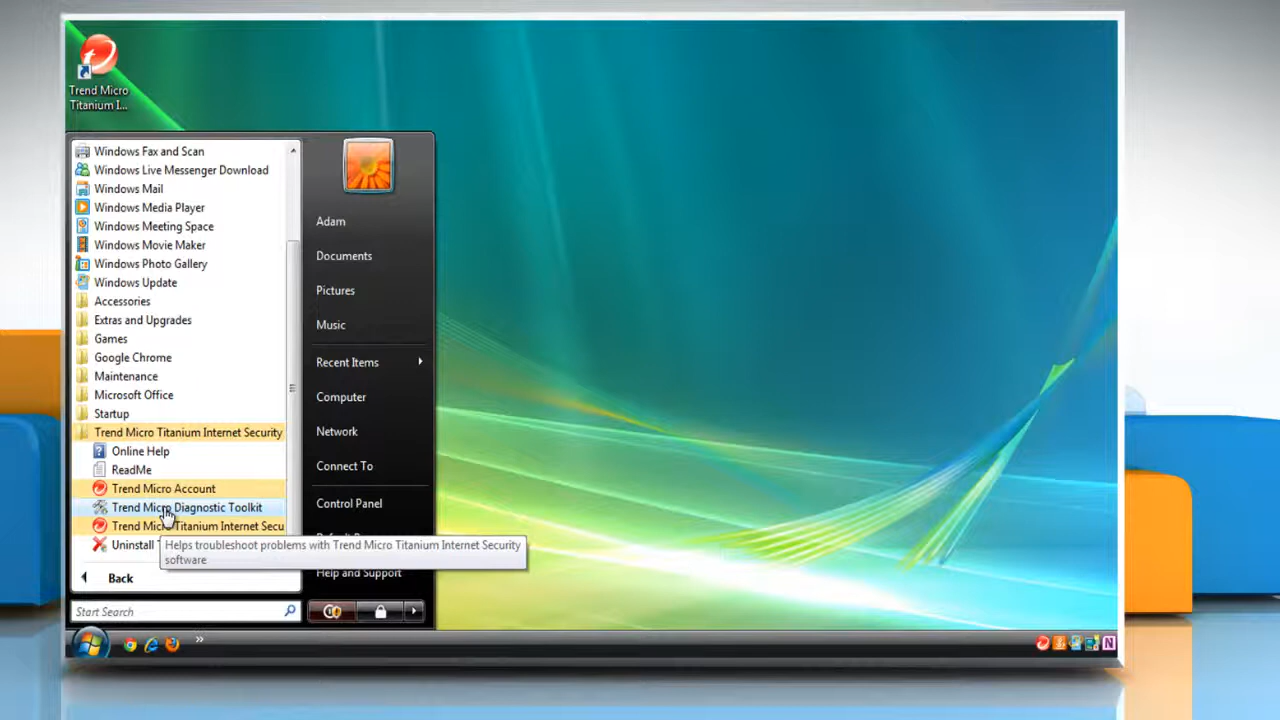 Trend Micro
Titanium I...
Windows Fax and Scan
Windows Live Messenger Download
Windows Mail
Windows Media Player
Windows Meeting Space
Windows Movie Maker
Windows Photo Gallery
Windows Update
Accessories
Extras and Upgrades
Games
Google Chrome
Maintenance
Microsoft Office
Startup
Trend Micro Titanium Internet Security
Online Help
ReadMe
Trend Micro Account
Trend Micro Diagnostic Toolkit
Trend Micro Titanium Internet Secu
Uninstall
Back
Start Search
Adam
Documents
Pictures
Music
Recent Items
Computer
Network
Connect To
Control Panel
Helps troubleshoot problems with Trend Micro Titanium Internet Security
software
Help and Support
N